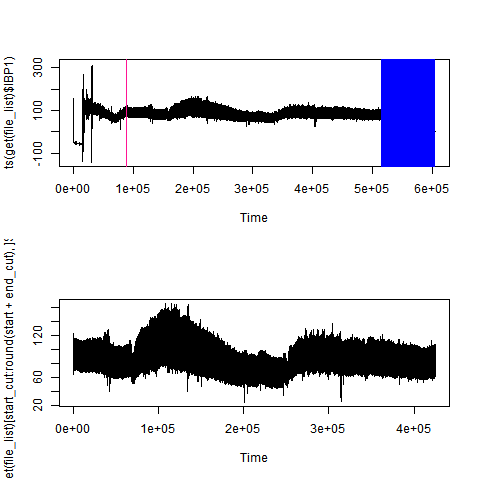 ts(get(file_list)$IBP1)
-100 100 300
0e+00 1e+05 2e+05 3e+05 4e+05 5e+05 6e+05
Time
et(file_list)[start_cut:round(start + end_cut), ]$
20 60 120
0e+00 1e+05 2e+05 3e+05 4e+05
Time